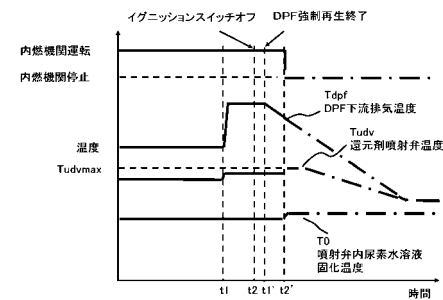 イグニッションスイッチオフ
DPF強制再生終了
内燃機関運転
内燃機関停止
Tdpf
DPF下流排気温度
Tudv
還元剤噴射弁温度
温度
Tudvmax
T0
噴射弁内尿素水溶液
固化温度
t1 t2 t1' t2'
時間